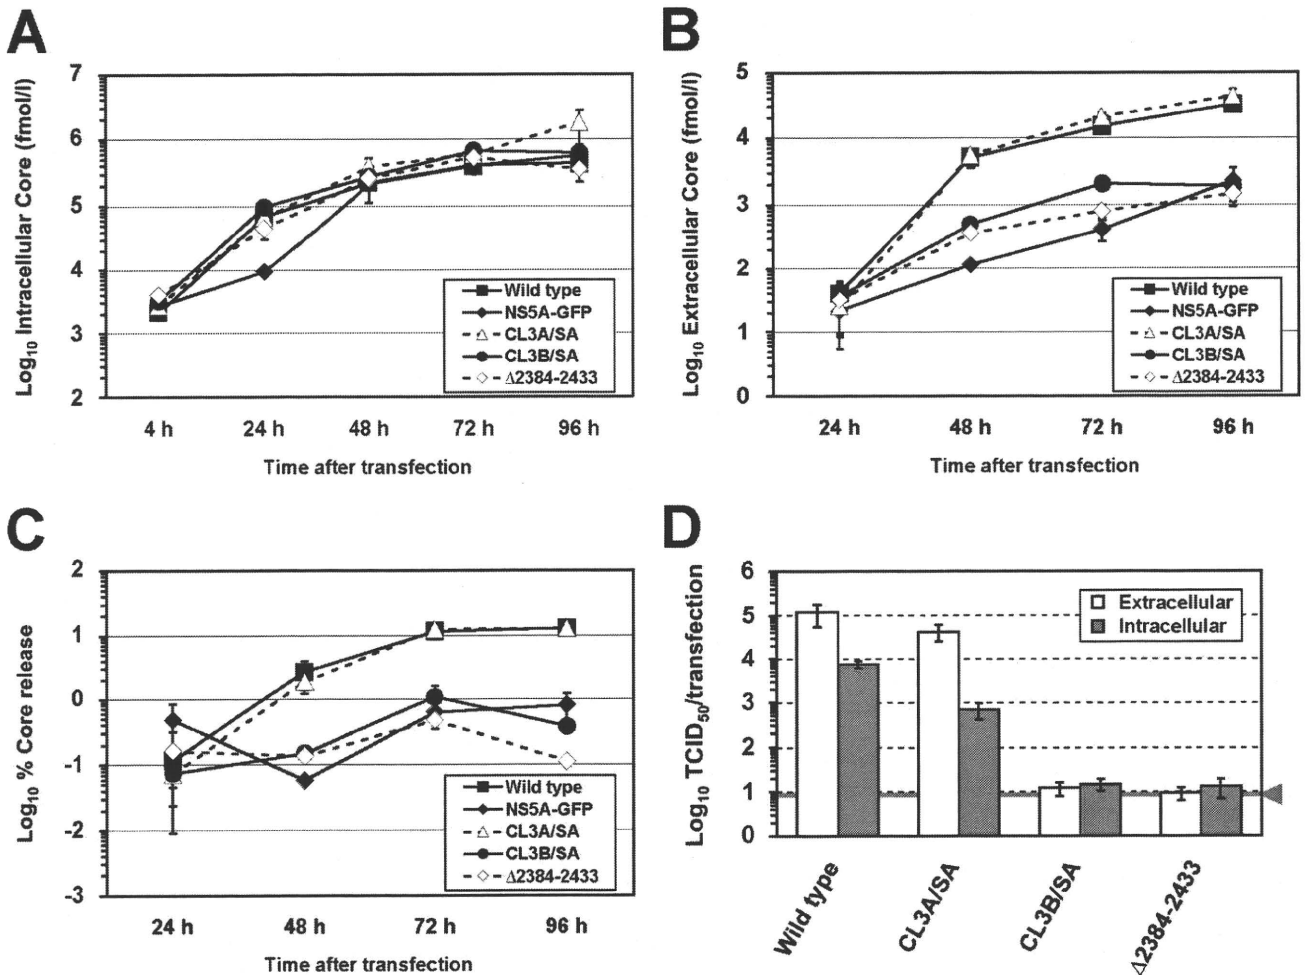 A
Log10 Intracellular Core (fmol/l)
7
6
5
4
3
2
Wild type
NS5A-GFP
CL3A/SA
CL3B/SA
Δ2384-2433
4 h 24 h 48 h 72 h 96 h
Time after transfection
B
Log10 Extracellular Core (fmol/l)
5
4
3
2
1
0
Wild type
NS5A-GFP
CL3A/SA
CL3B/SA
Δ2384-2433
24 h 48 h 72 h 96 h
Time after transfection
C
Log10 % Core release
2
1
0
-1
-2
-3
Wild type
NS5A-GFP
CL3A/SA
CL3B/SA
Δ2384-2433
24 h 48 h 72 h 96 h
Time after transfection
D
Log10 TCID50/transfection
6
5
4
3
2
1
0
Extracellular
Intracellular
Wild type
CL3A/SA
CL3B/SA
Δ2384-2433